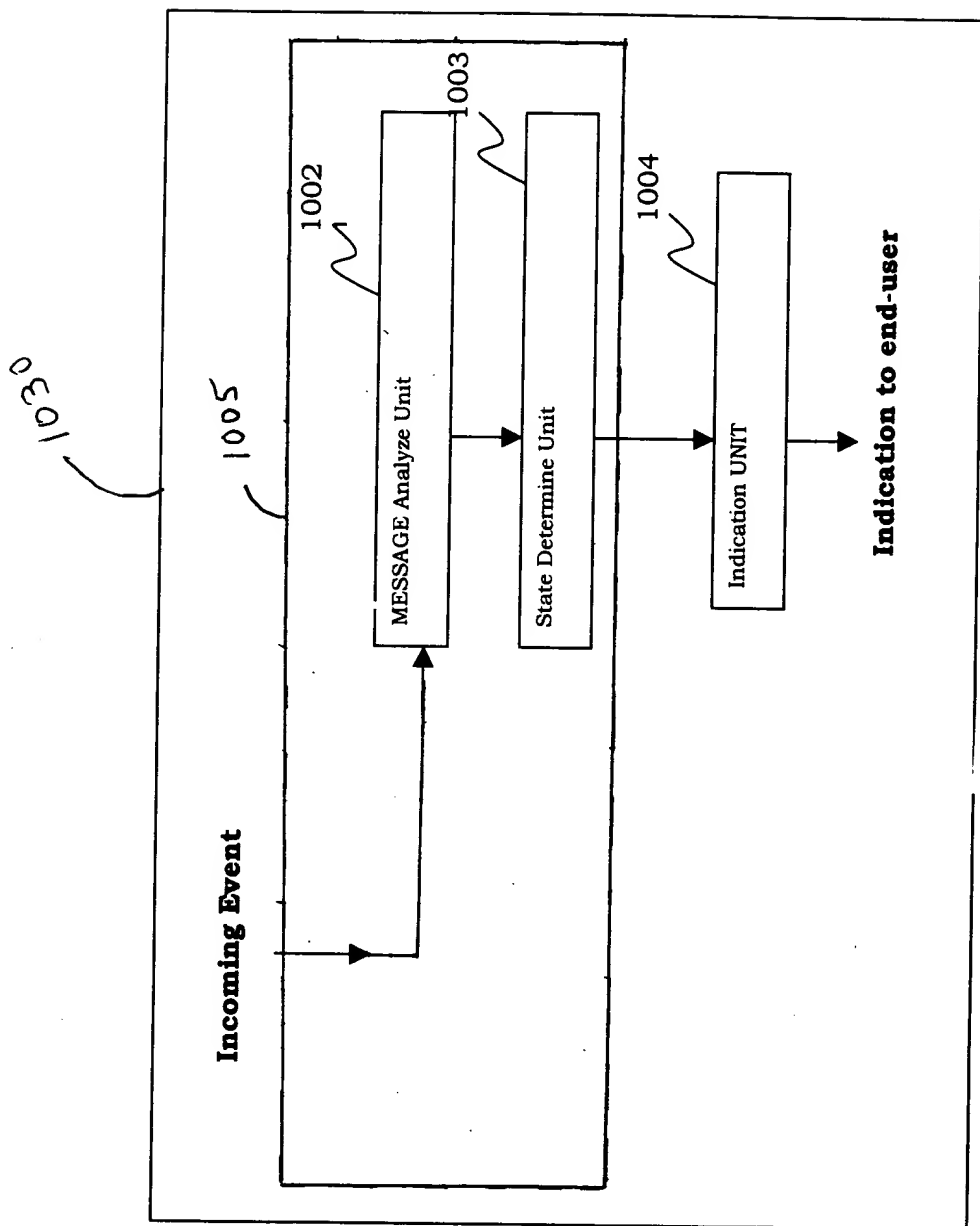 1030
1005
Incoming Event
1002
MESSAGE Analyze Unit
1003
State Determine Unit
1004
Indication UNIT
Indication to end-user